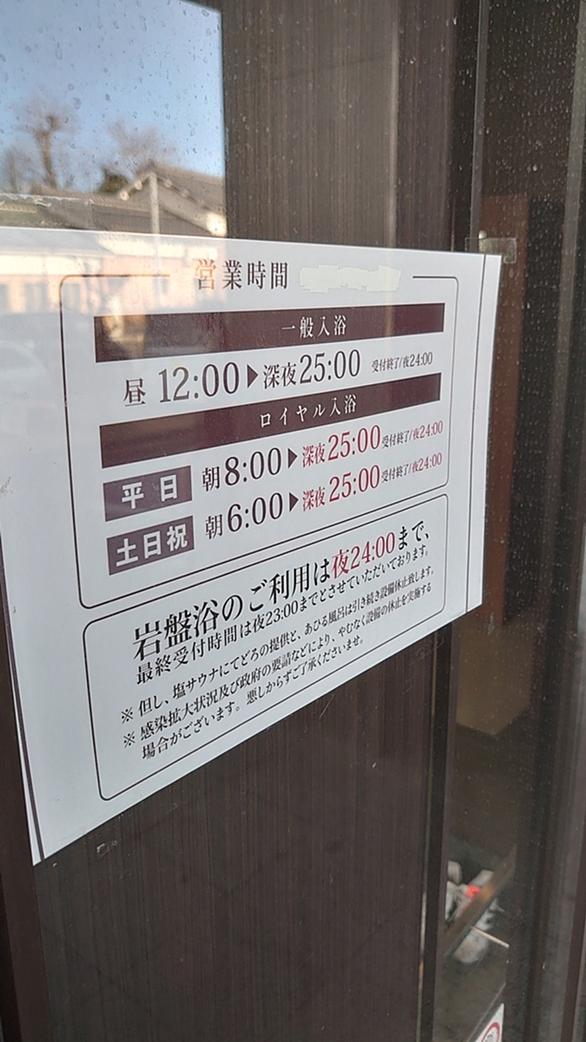 営業時間
一般入浴
昼 12:00▶深夜25:00 受付終了/夜24:00
ロイヤル入浴
平日 朝8:00▶深夜25:00 受付終了/夜24:00
土日祝 朝6:00▶深夜25:00 受付終了/夜24:00
岩盤浴のご利用は夜24:00まで、
最終受付時間は夜23:00までとさせていただいております。
※ 但し、塩サウナにてどろの提供と、あひる風呂は引き続き設備休止致します。
※ 感染拡大状況及び政府の要請などにより、やむなく設備の休止を実施する
場合がございます。悪しからずご了承くださいませ。